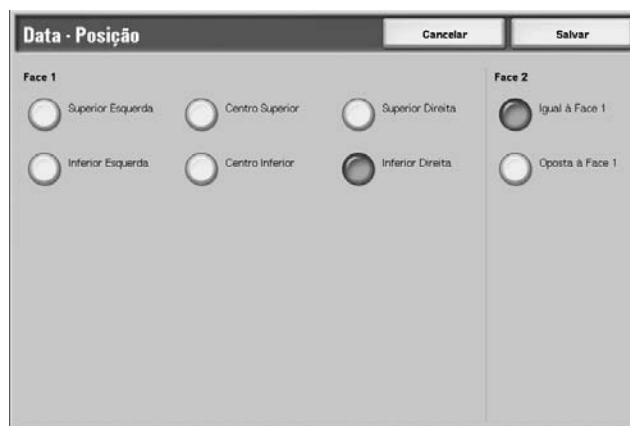 Data - Posição
Cancelar
Salvar
Face 1
Face 2
Superior Esquerda
Centro Superior
Superior Direita
Igual à Face 1
Inferior Esquerda
Centro Inferior
Inferior Direita
Oposta à Face 1